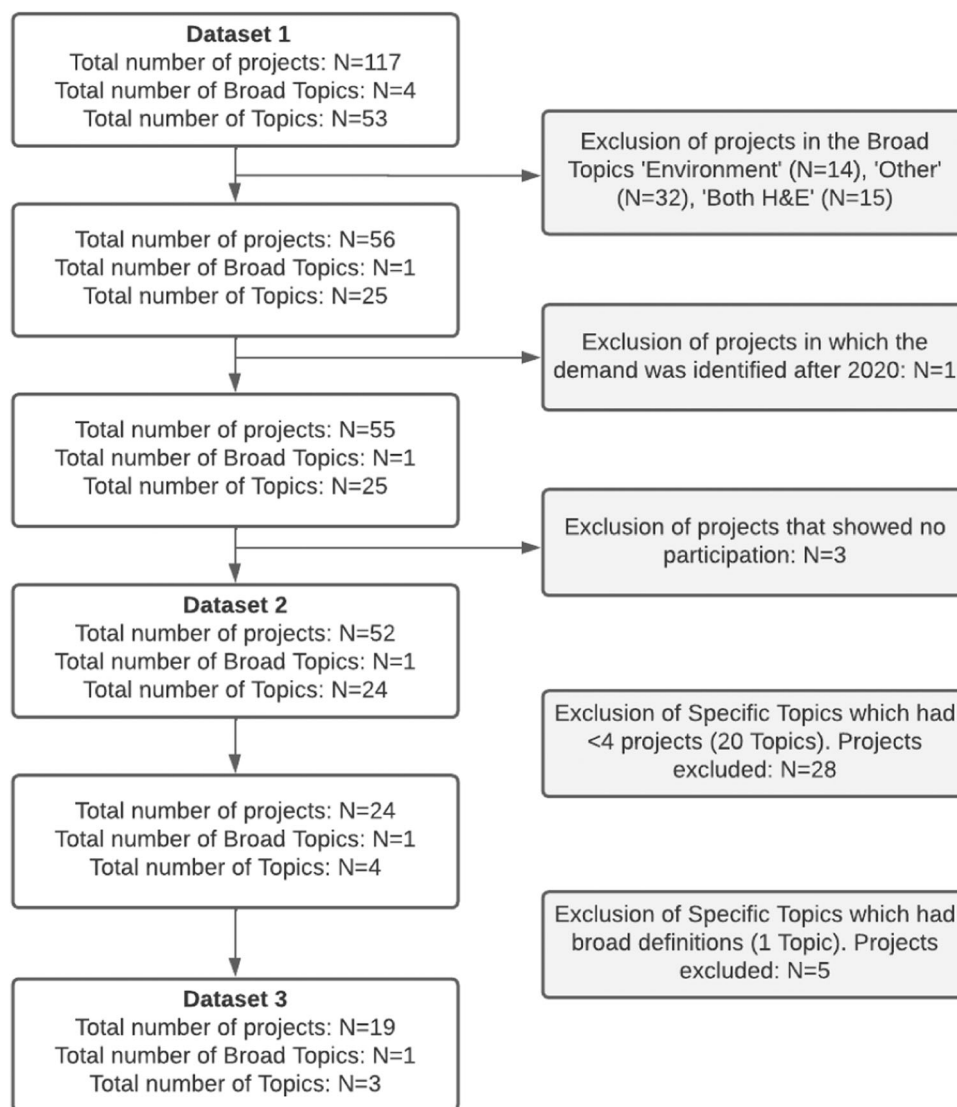 Dataset 1
Total number of projects: N=117
Total number of Broad Topics: N=4
Total number of Topics: N=53
Exclusion of projects in the Broad
Topics 'Environment' (N=14), 'Other'
(N=32), 'Both H&E' (N=15)
Total number of projects: N=56
Total number of Broad Topics: N=1
Total number of Topics: N=25
Exclusion of projects in which the
demand was identified after 2020: N=1
Total number of projects: N=55
Total number of Broad Topics: N=1
Total number of Topics: N=25
Exclusion of projects that showed no
participation: N=3
Dataset 2
Total number of projects: N=52
Total number of Broad Topics: N=1
Total number of Topics: N=24
Exclusion of Specific Topics which had
<4 projects (20 Topics). Projects
excluded: N=28
Total number of projects: N=24
Total number of Broad Topics: N=1
Total number of Topics: N=4
Exclusion of Specific Topics which had
broad definitions (1 Topic). Projects
excluded: N=5
Dataset 3
Total number of projects: N=19
Total number of Broad Topics: N=1
Total number of Topics: N=3